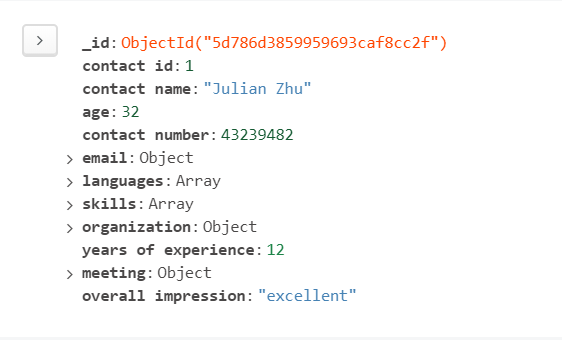 _id: ObjectId("5d786d3859959693caf8cc2f")
contact id: 1
contact name: "Julian Zhu"
age: 32
contact number: 43239482
email: Object
languages: Array
skills: Array
organization: Object
years of experience: 12
meeting: Object
overall impression: "excellent"